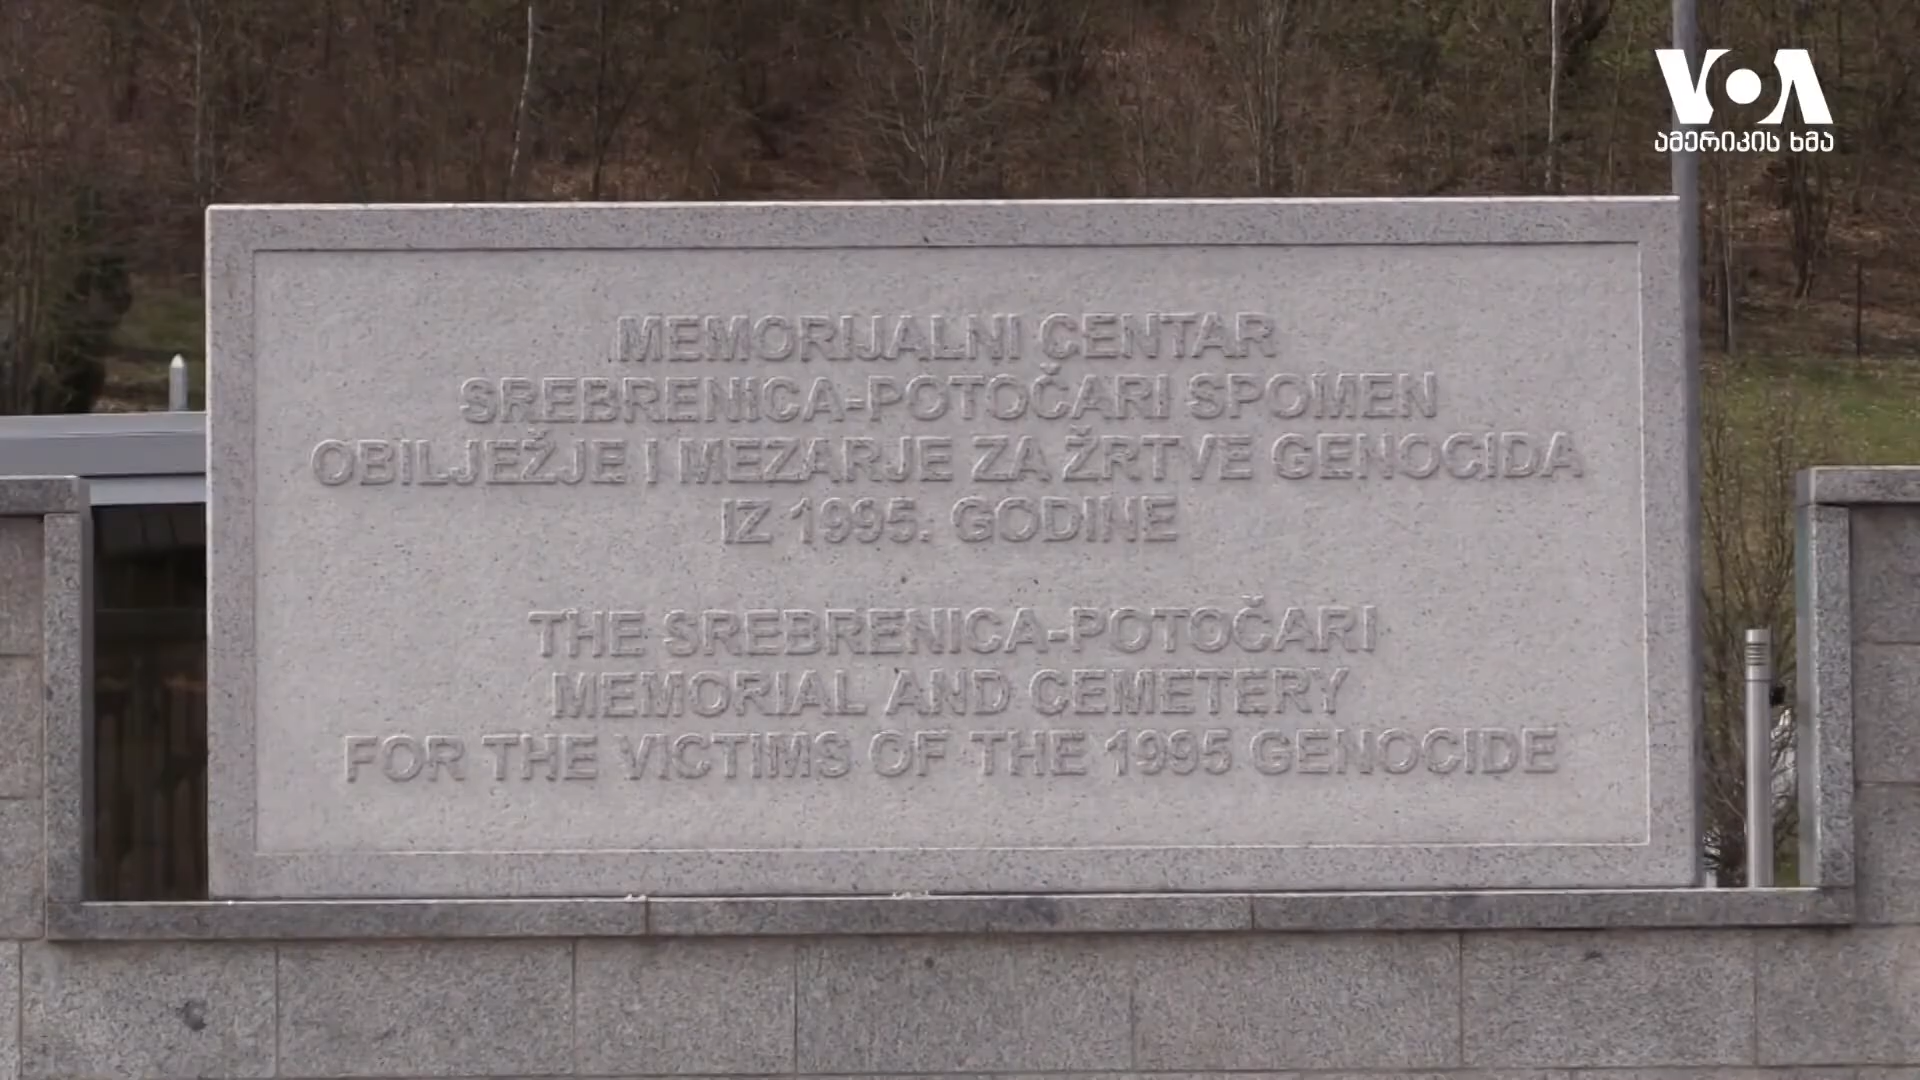 VOA
ამერიკის ხმა
MEMORIJALNI CENTAR
SREBRENICA-POTOČARI SPOMEN
OBILJEŽJE I MEZARJE ZA ŽRTVE GENOCIDA
IZ 1995. GODINE
THE SREBRENICA-POTOČARI
MEMORIAL AND CEMETERY
FOR THE VICTIMS OF THE 1995 GENOCIDE